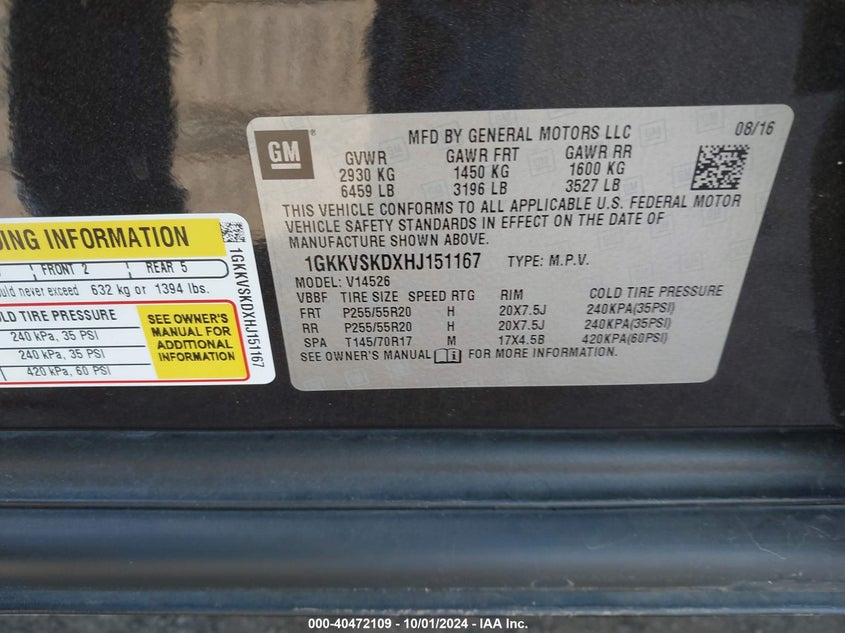 GM ®
MFD BY GENERAL MOTORS LLC 08/16
GVWR GAWR FRT GAWR RR
2930 KG 1450 KG 1600 KG
6459 LB 3196 LB 3527 LB
THIS VEHICLE CONFORMS TO ALL APPLICABLE U.S. FEDERAL MOTOR
VEHICLE SAFETY STANDARDS IN EFFECT ON THE DATE OF
MANUFACTURE SHOWN ABOVE.
1GKKVSKDXHJ151167 TYPE: M.P.V.
MODEL: V14526
VBBF TIRE SIZE SPEED RTG RIM COLD TIRE PRESSURE
FRT P255/55R20 H 20X7.5J 240KPA(35PSI)
RR P255/55R20 H 20X7.5J 240KPA(35PSI)
SPA T145/70R17 M 17X4.5B 420KPA(60PSI)
SEE OWNER'S MANUAL i FOR MORE INFORMATION.
DING INFORMATION
FRONT 2 REAR 5
ould never exceed 632 kg or 1394 lbs.
OLD TIRE PRESSURE
240 kPa, 35 PSI
240 kPa, 35 PSI
420 kPa, 60 PSI
SEE OWNER'S
MANUAL FOR
ADDITIONAL
INFORMATION
1GKKVSKDXHJ151167
000-40472109 - 10/01/2024 - IAA Inc.